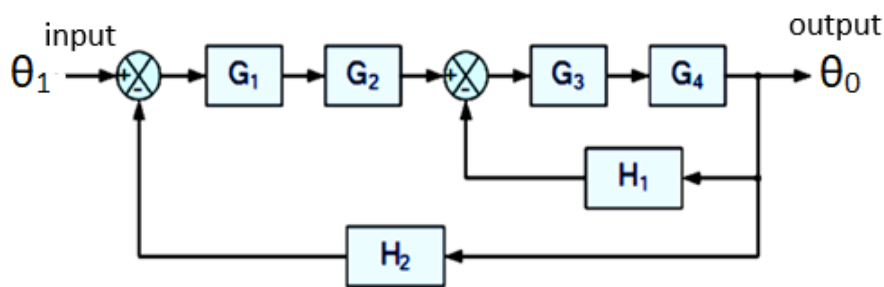 input
output
θ₁
+
-
G₁
G₂
+
-
G₃
G₄
θ₀
H₁
H₂